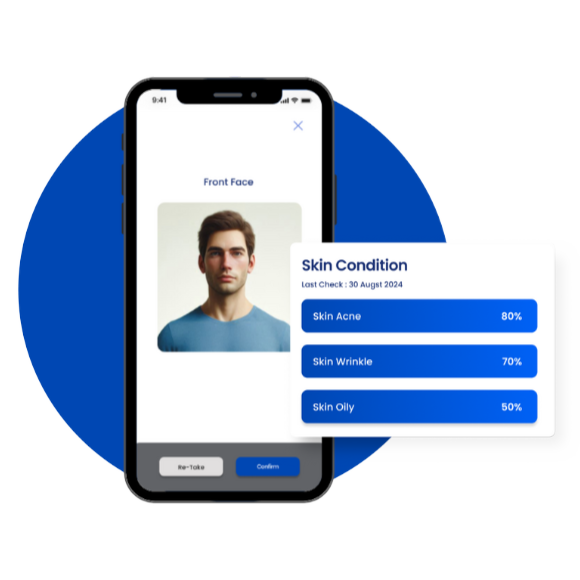 9:41
Front Face
Skin Condition
Last Check : 30 Augst 2024
Skin Acne 80%
Skin Wrinkle 70%
Skin Oily 50%
Re-Take Confirm